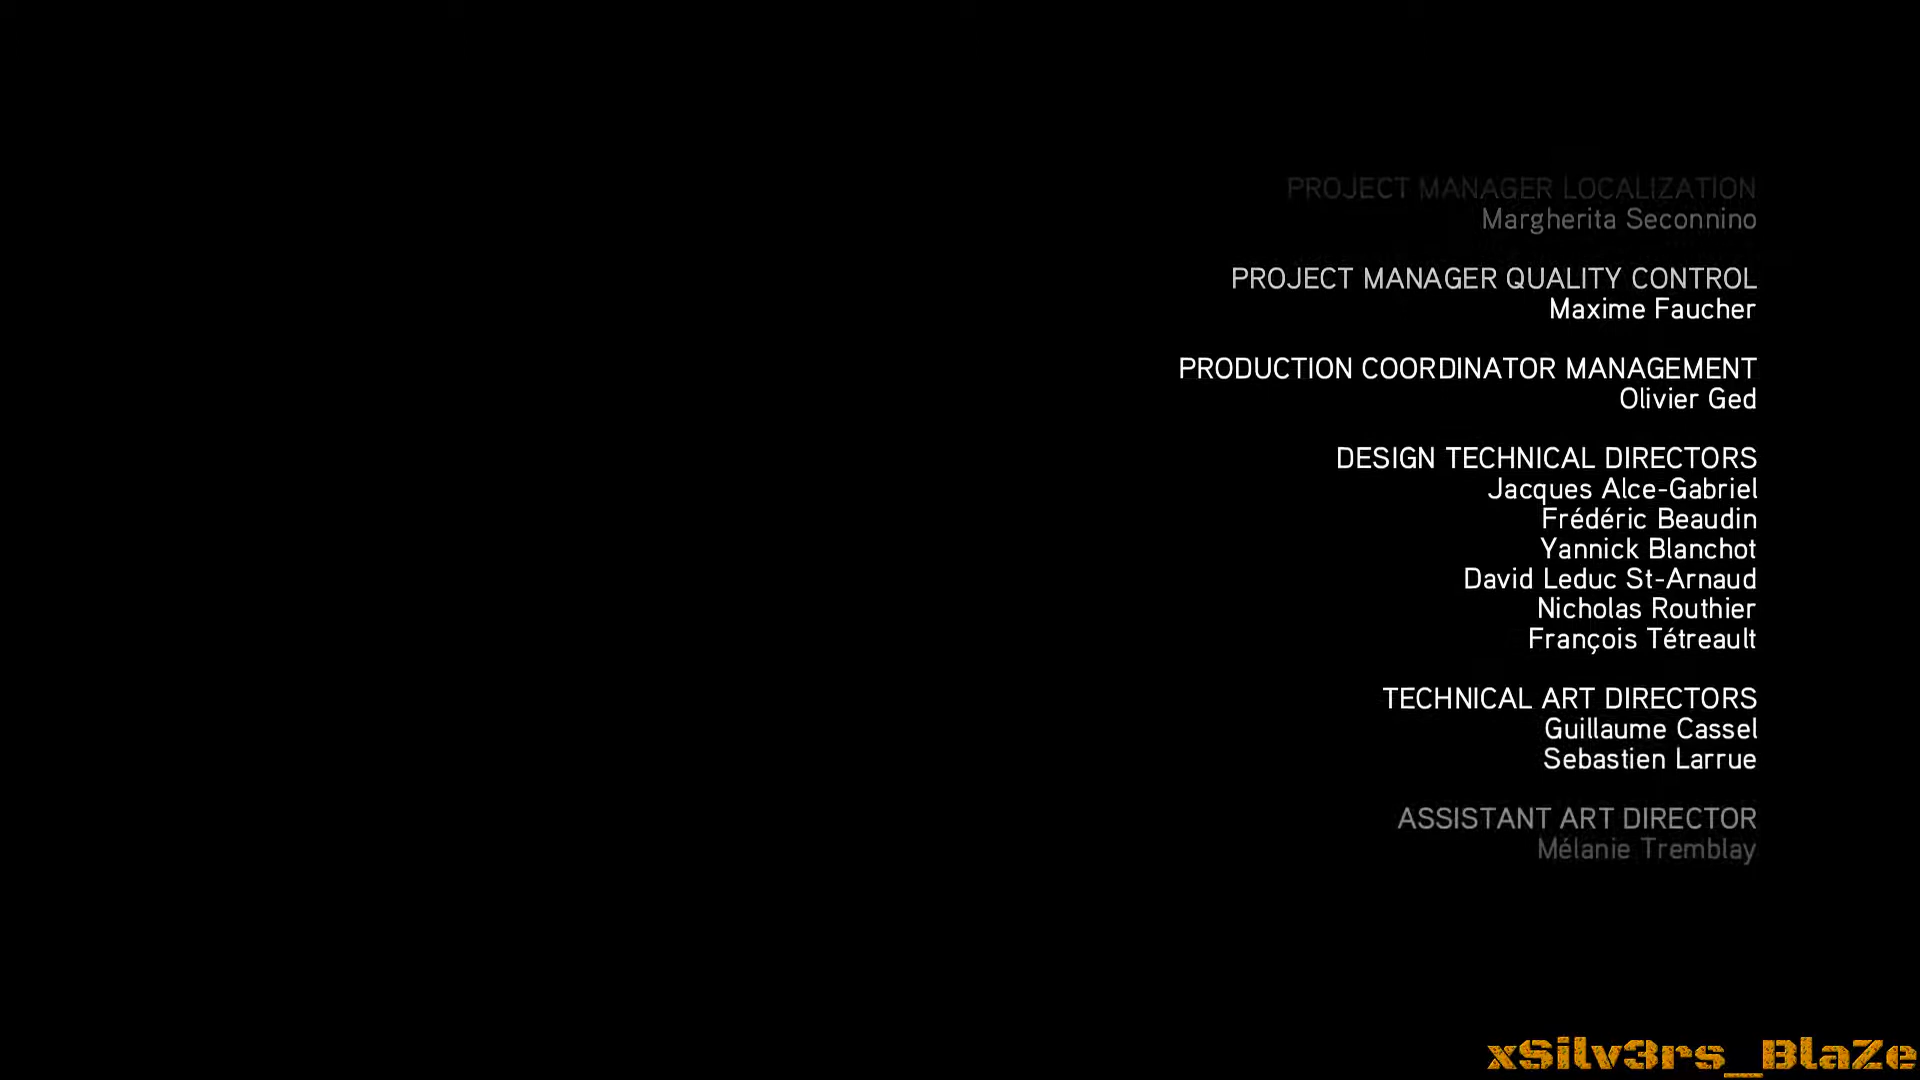 PROJECT MANAGER LOCALIZATION
Margherita Seconnino
PROJECT MANAGER QUALITY CONTROL
Maxime Faucher
PRODUCTION COORDINATOR MANAGEMENT
Olivier Ged
DESIGN TECHNICAL DIRECTORS
Jacques Alce-Gabriel
Frédéric Beaudin
Yannick Blanchot
David Leduc St-Arnaud
Nicholas Routhier
François Tétreault
TECHNICAL ART DIRECTORS
Guillaume Cassel
Sebastien Larrue
ASSISTANT ART DIRECTOR
Mélanie Tremblay
xSilv3rs_BlaZe